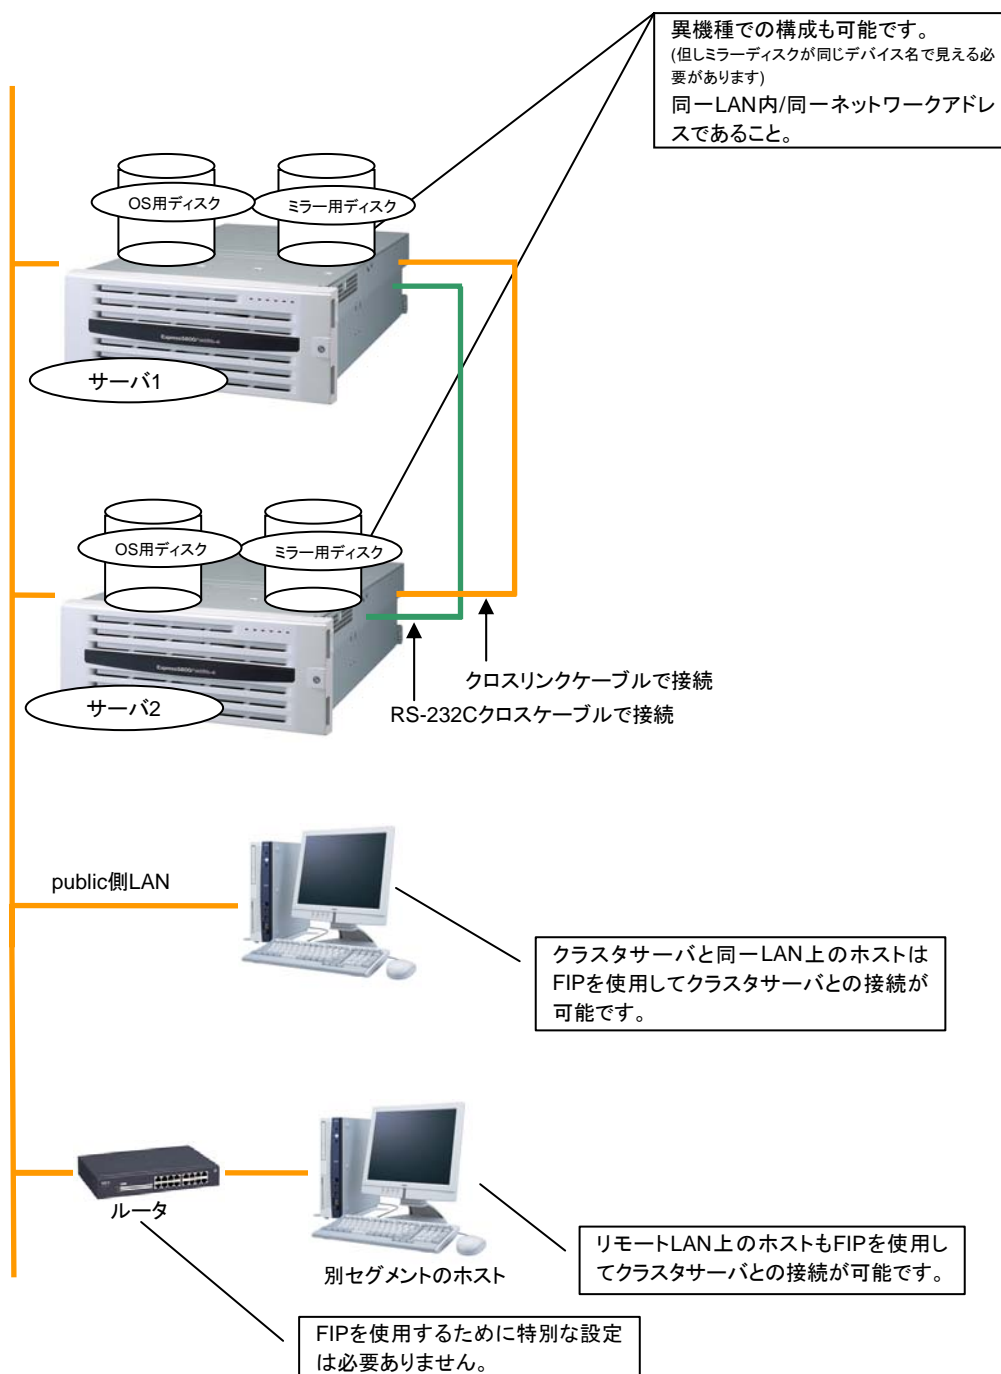 異機種での構成も可能です。
(但しミラーディスクが同じデバイス名で見える必
要があります)
同一LAN内/同一ネットワークアドレ
スであること。
OS用ディスク
ミラー用ディスク
サーバ1
OS用ディスク
ミラー用ディスク
サーバ2
クロスリンクケーブルで接続
RS-232Cクロスケーブルで接続
public側LAN
クラスタサーバと同一LAN上のホストは
FIPを使用してクラスタサーバとの接続が
可能です。
ルータ
別セグメントのホスト
リモートLAN上のホストもFIPを使用し
てクラスタサーバとの接続が可能です。
FIPを使用するために特別な設定
は必要ありません。